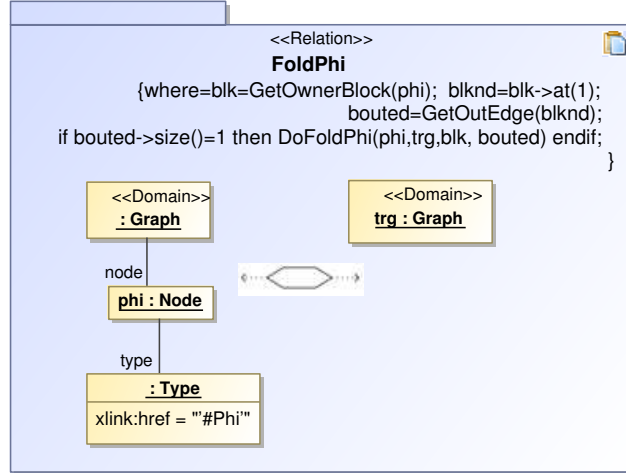 <<Relation>>
FoldPhi
{where=blk=GetOwnerBlock(phi); blknd=blk->at(1);
bouted=GetOutEdge(blknd);
if bouted->size()=1 then DoFoldPhi(phi,trg,blk, bouted) endif;
}
<<Domain>>
: Graph
<<Domain>>
trg : Graph
node
phi : Node
type
: Type
xlink:href = "'#Phi'"